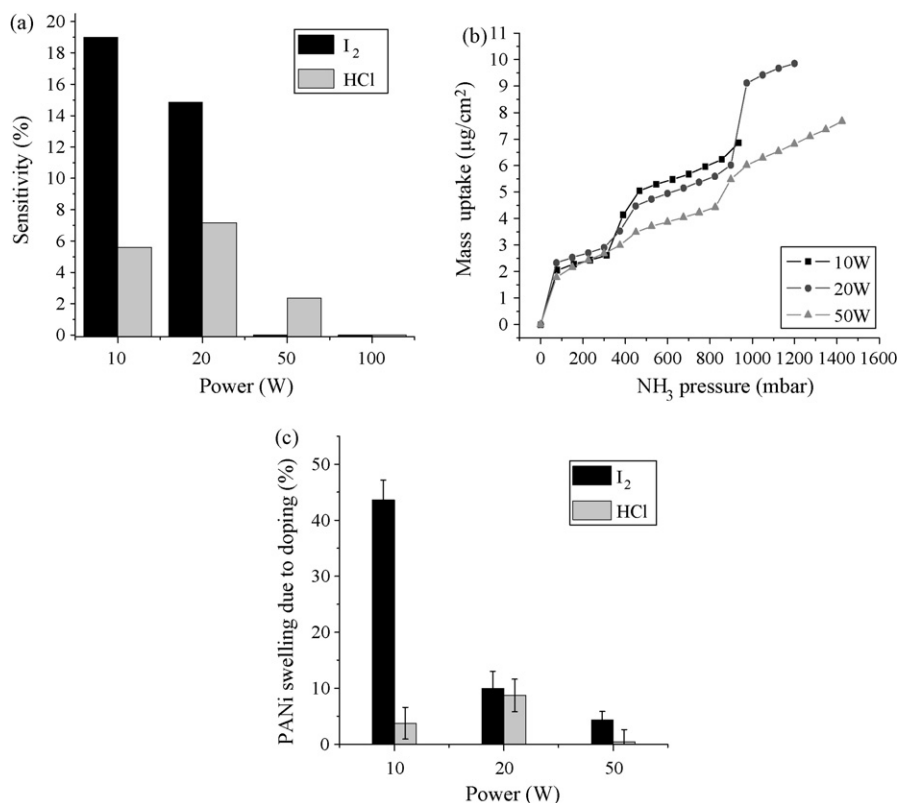 (a)
20
18
16
14
12
10
8
6
4
2
0
Sensitivity (%)
I2
HCl
10 20 50 100
Power (W)
(b)
11
10
9
8
7
6
5
4
3
2
1
0
Mass uptake (μg/cm2)
10W
20W
50W
0 200 400 600 800 1000 1200 1400 1600
NH3 pressure (mbar)
(c)
50
40
30
20
10
0
PANi swelling due to doping (%)
I2
HCl
10 20 50
Power (W)